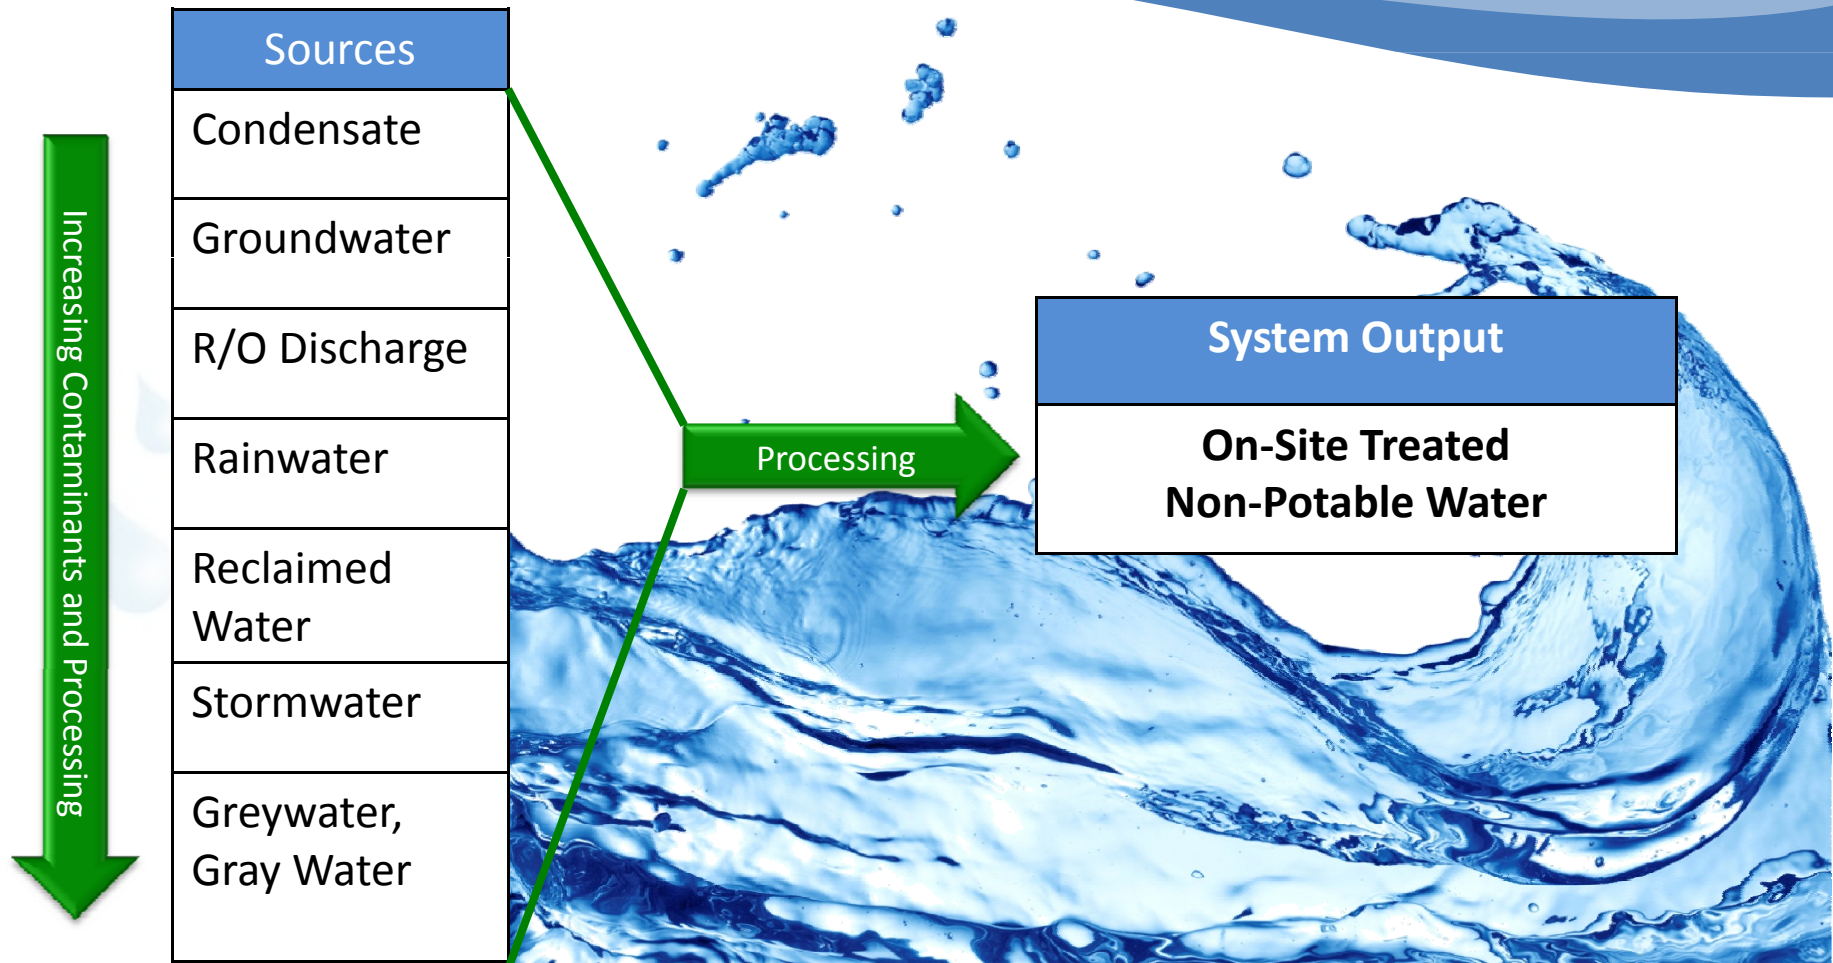 Sources
Condensate
Groundwater
R/O Discharge
Rainwater
Reclaimed
Water
Stormwater
Greywater,
Gray Water
Increasing Contaminants and Processing
Processing
System Output
On-Site Treated
Non-Potable Water